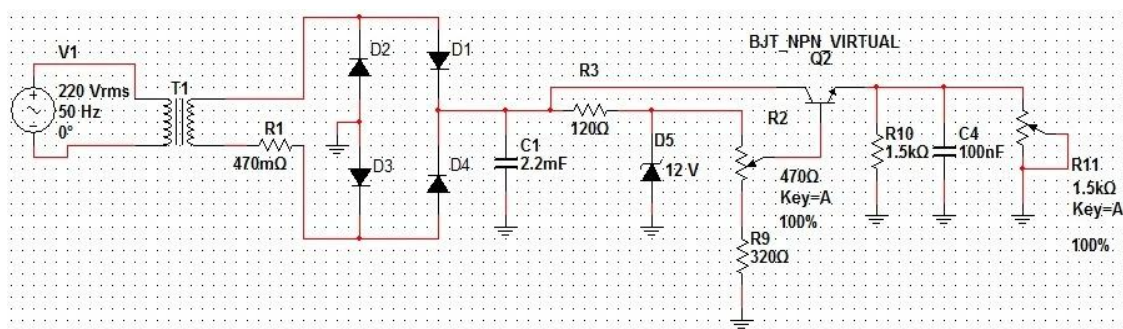 V1
220 Vrms
50 Hz
0°
T1
R1
470mΩ
D2
D1
D3
D4
C1
2.2mF
R3
120Ω
D5
12 V
BJT_NPN_VIRTUAL
Q2
R2
470Ω
Key=A
100%
R9
320Ω
R10
1.5kΩ
C4
100nF
R11
1.5kΩ
Key=A
100%